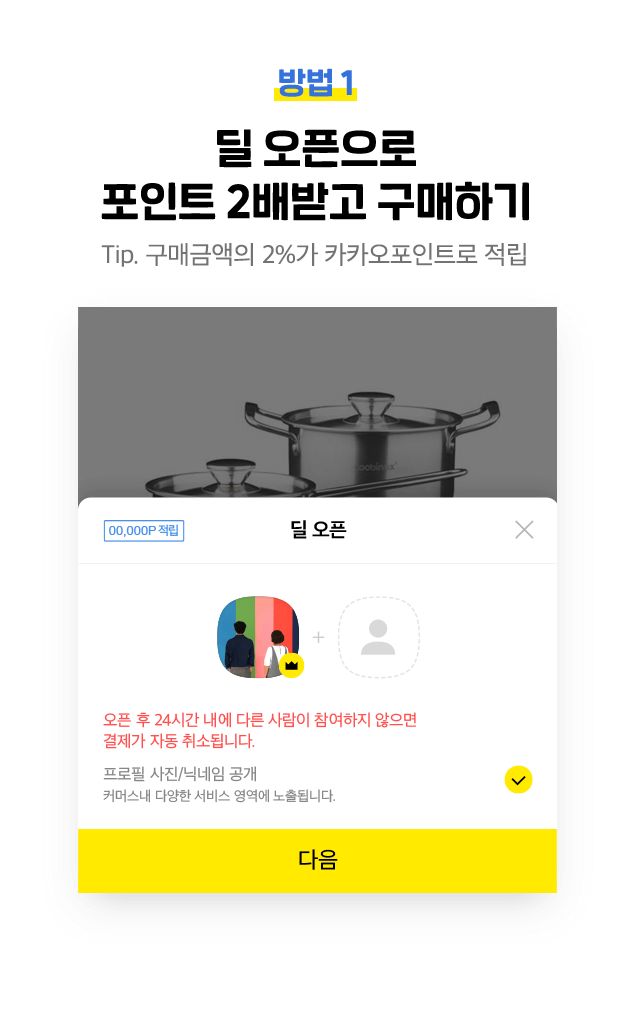 방법 1
딜 오픈으로
포인트 2배받고 구매하기
Tip. 구매금액의 2%가 카카오포인트로 적립
00,000P 적립
딜 오픈
오픈 후 24시간 내에 다른 사람이 참여하지 않으면
결제가 자동 취소됩니다.
프로필 사진/닉네임 공개
커머스내 다양한 서비스 영역에 노출됩니다.
다음